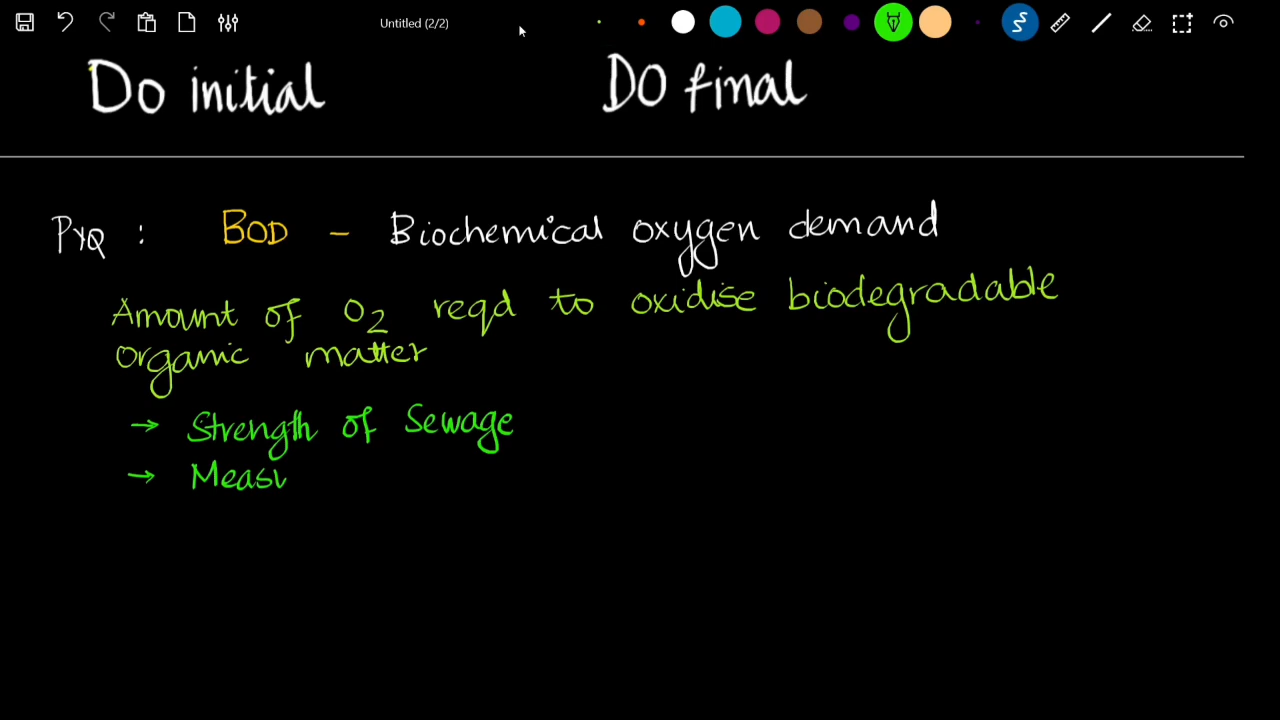 Untitled (2/2)
Do initial DO final
PYQ : BOD - Biochemical oxygen demand
Amount of O2 reqd to oxidise biodegradable
organic matter
→ Strength of Sewage
→ Meas